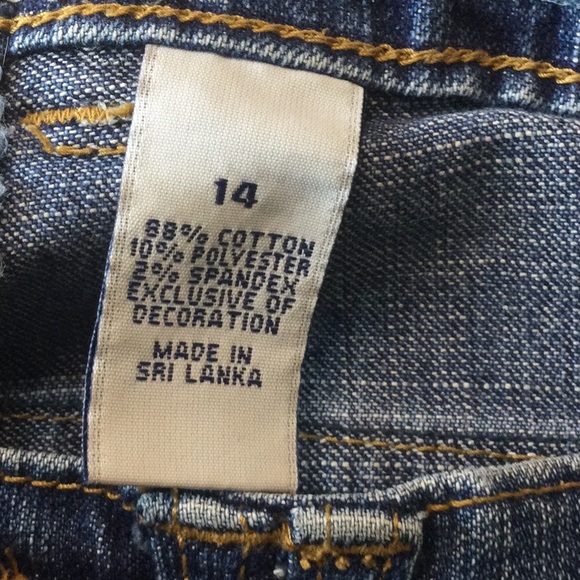 14
88% COTTON
10% POLYESTER
2% SPANDEX
EXCLUSIVE OF
DECORATION
MADE IN
SRI LANKA